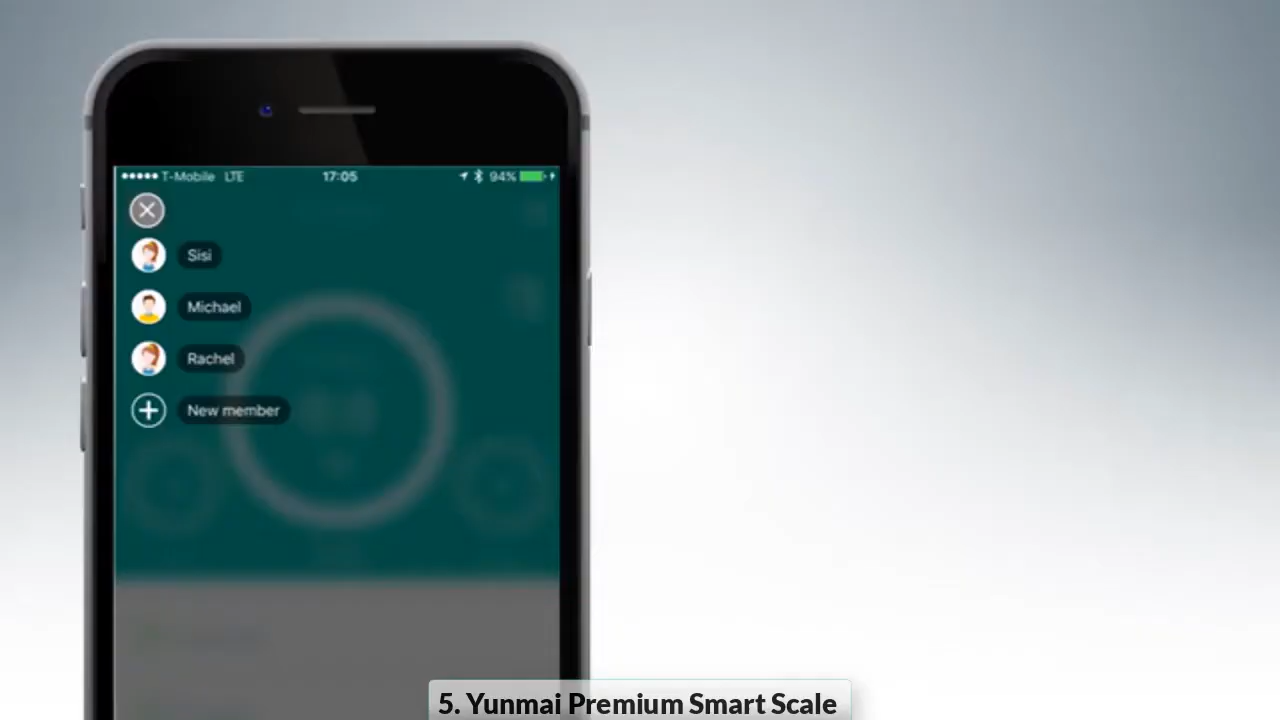 T-Mobile LTE 17:05 94%
Sisi
Michael
Rachel
New member
5. Yunmai Premium Smart Scale